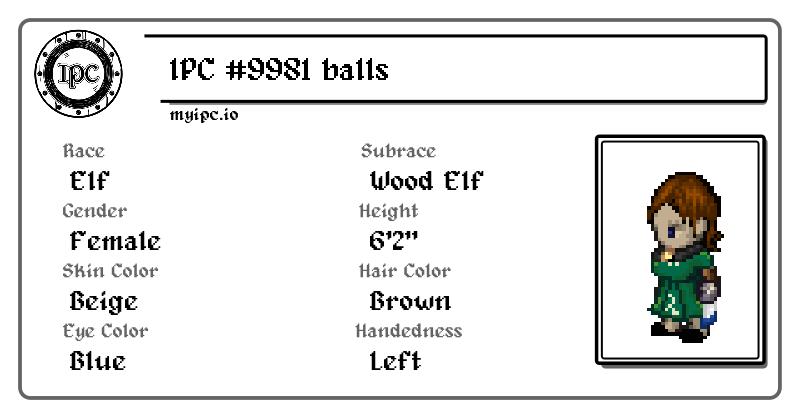 IPC
IPC #9981 balls
myipc.io
Race
Elf
Subrace
Wood Elf
Gender
Female
Height
6'2"
Skin Color
Beige
Hair Color
Brown
Eye Color
Blue
Handedness
Left